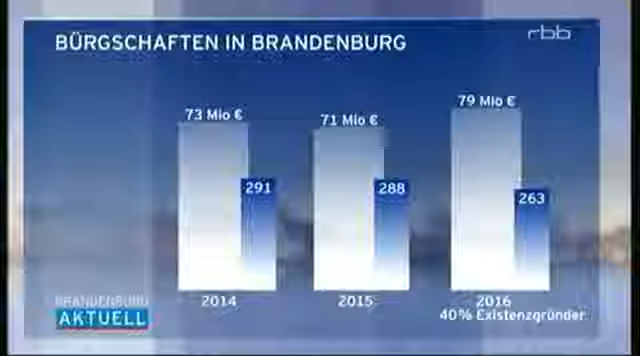 BÜRGSCHAFTEN IN BRANDENBURG
rbb
73 Mio €
71 Mio €
79 Mio €
291
288
263
2014
2015
2016
40% Existenzgründer
BRANDENBURG
AKTUELL